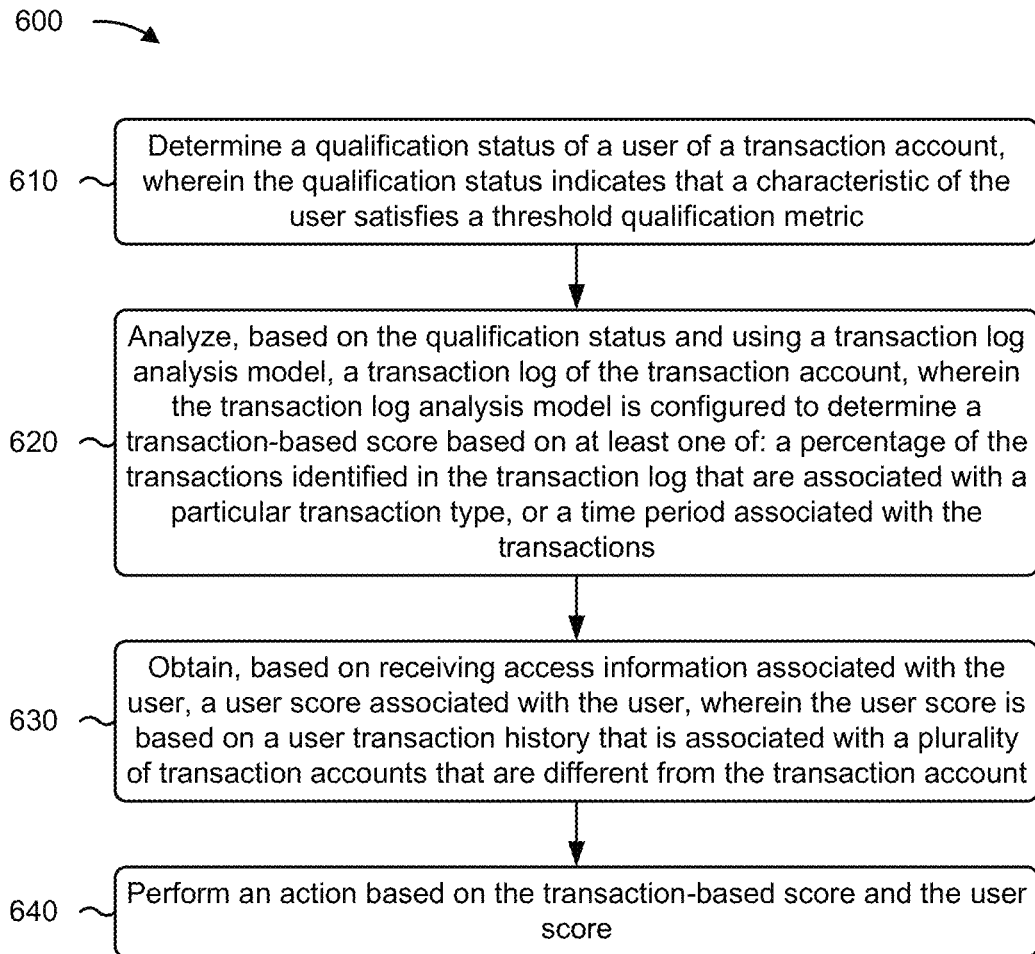 600
Determine a qualification status of a user of a transaction account,
wherein the qualification status indicates that a characteristic of the
user satisfies a threshold qualification metric
610
Analyze, based on the qualification status and using a transaction log
analysis model, a transaction log of the transaction account, wherein
the transaction log analysis model is configured to determine a
transaction-based score based on at least one of: a percentage of the
transactions identified in the transaction log that are associated with a
particular transaction type, or a time period associated with the
transactions
620
Obtain, based on receiving access information associated with the
user, a user score associated with the user, wherein the user score is
based on a user transaction history that is associated with a plurality
of transaction accounts that are different from the transaction account
630
Perform an action based on the transaction-based score and the user
score
640